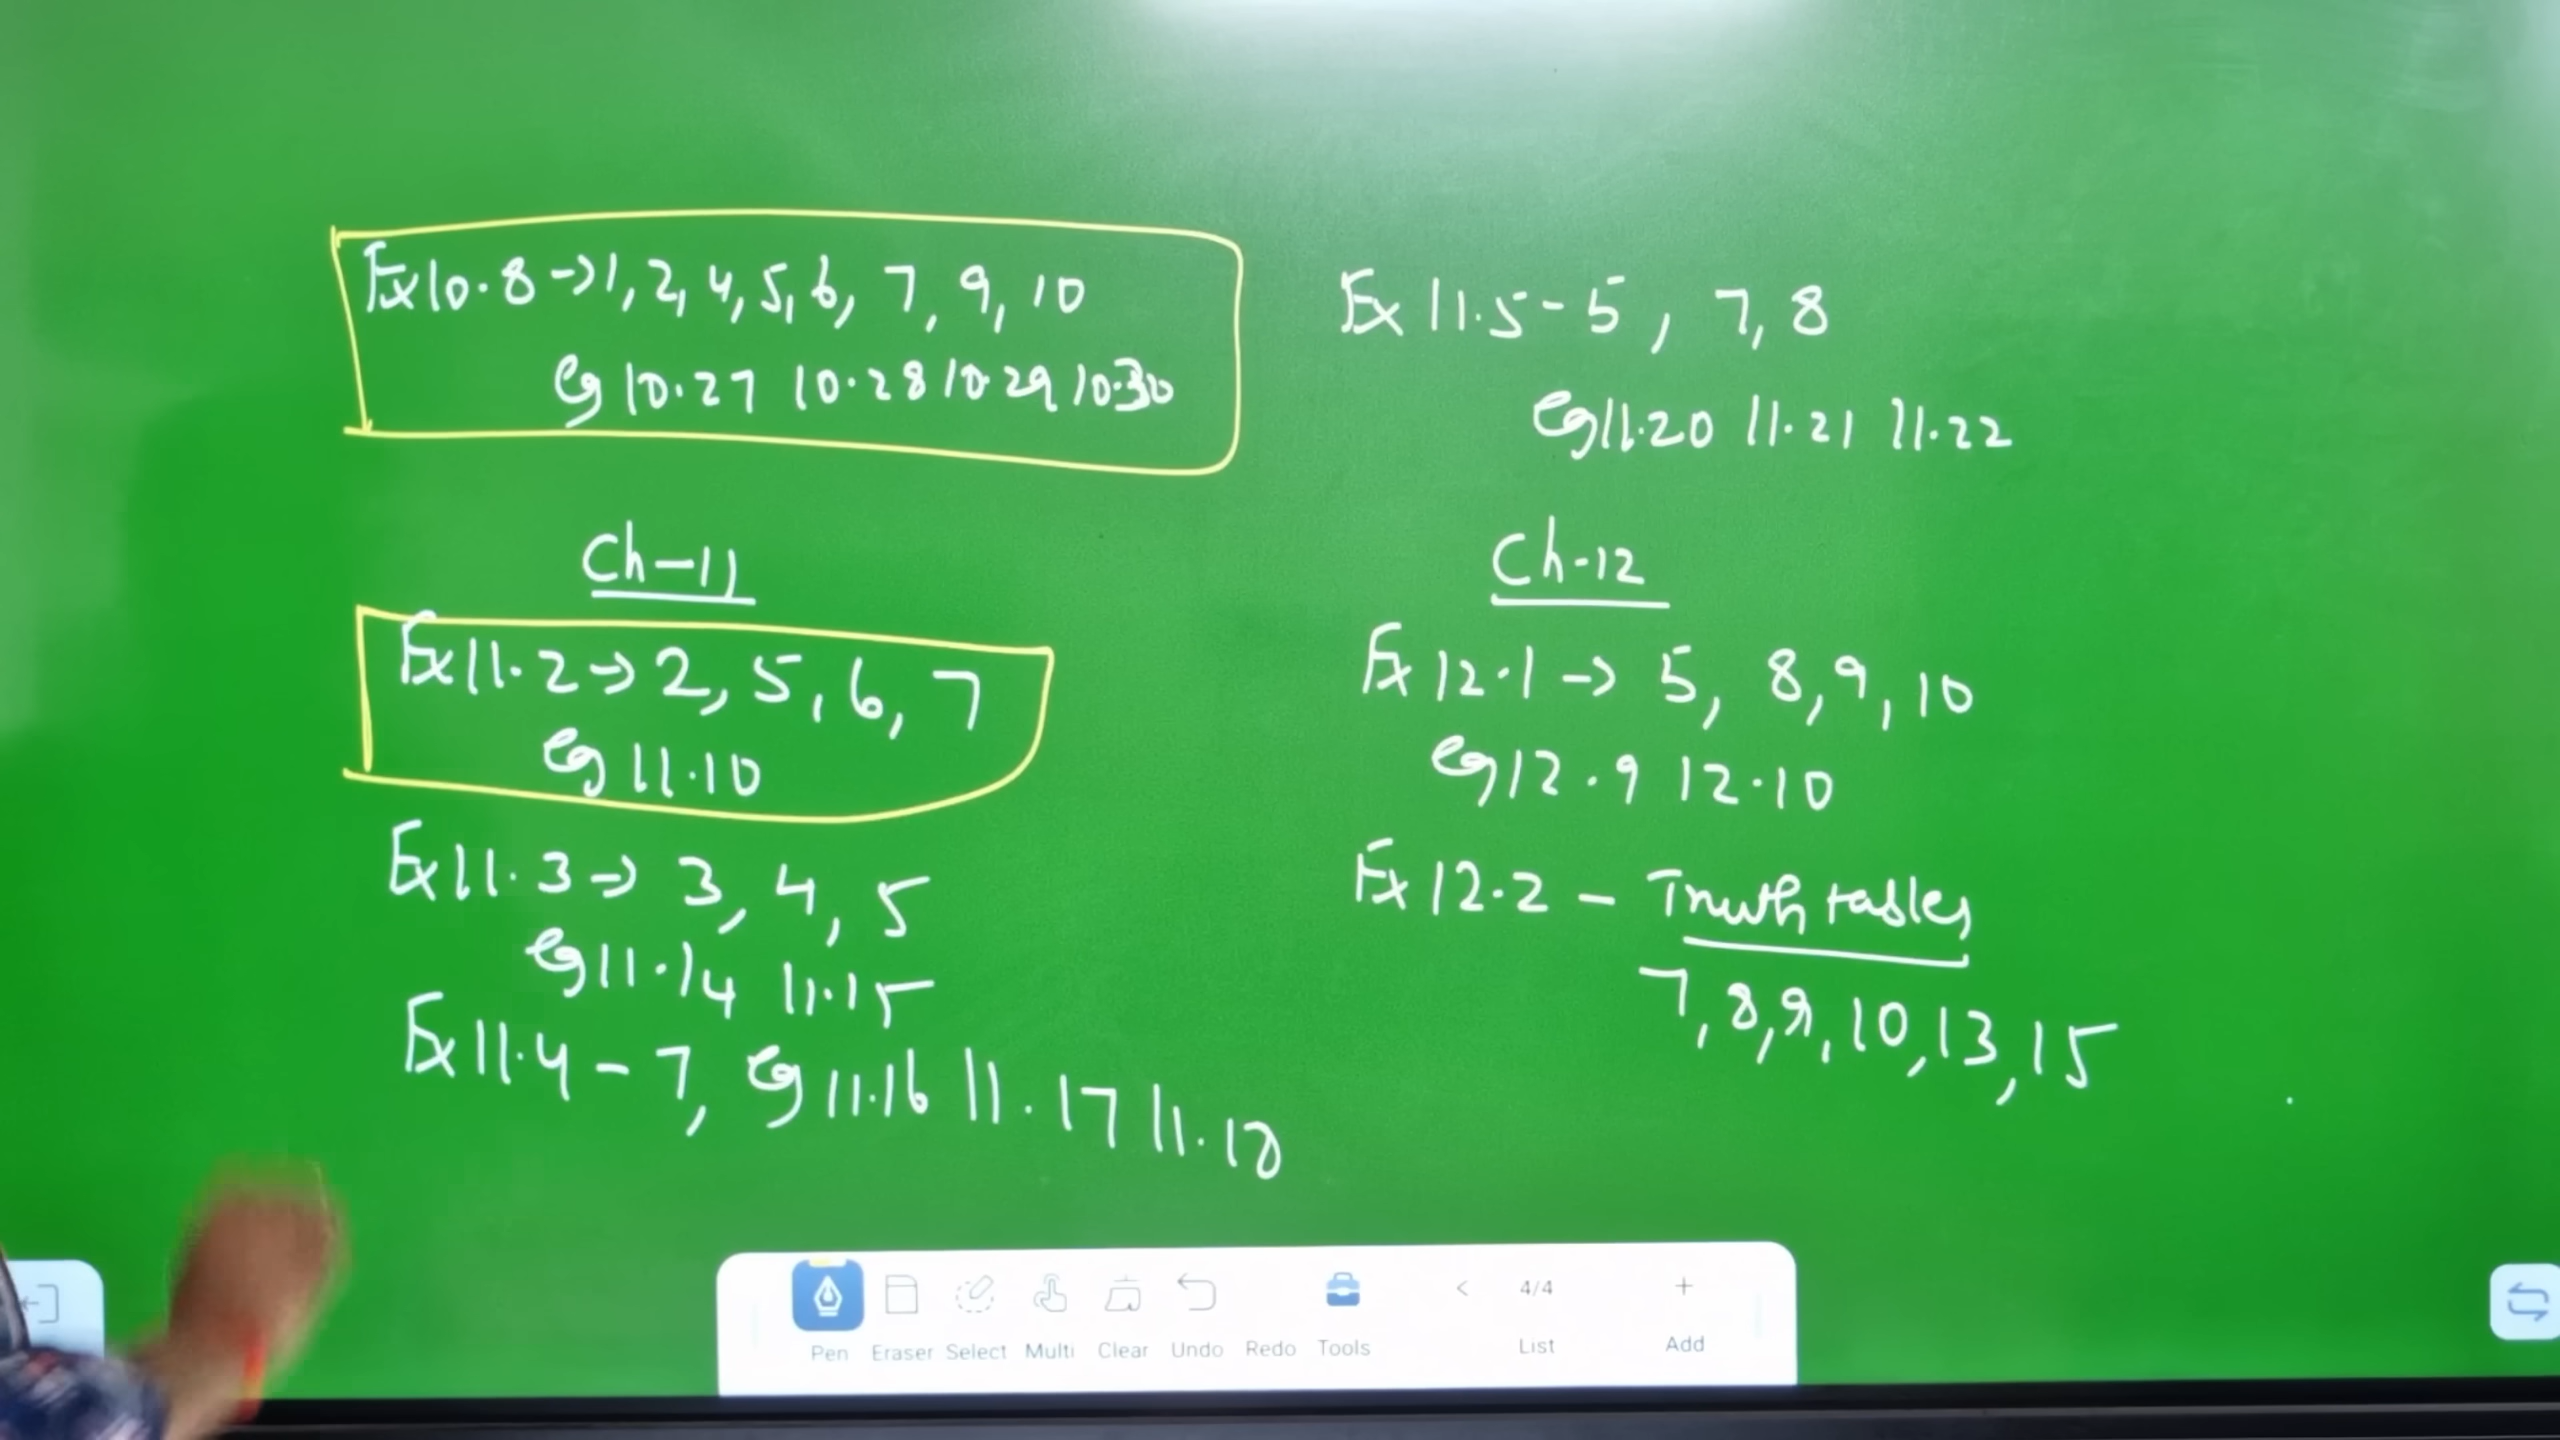 Ex 10.8 → 1, 2, 4, 5, 6, 7, 9, 10
eg 10.27 10.28 10.29 10.30
Ch-11
Ex 11.2 → 2, 5, 6, 7
eg 11.10
Ex 11.3 → 3, 4, 5
eg 11.14 11.15
Ex 11.4 - 7, eg 11.16 11.17 11.18
Ex 11.5 - 5, 7, 8
eg 11.20 11.21 11.22
Ch-12
Ex 12.1 → 5, 8, 9, 10
eg 12.9 12.10
Ex 12.2 - Truth tables
7, 8, 9, 10, 13, 15
< 4/4 +
Pen Eraser Select Multi Clear Undo Redo Tools List Add